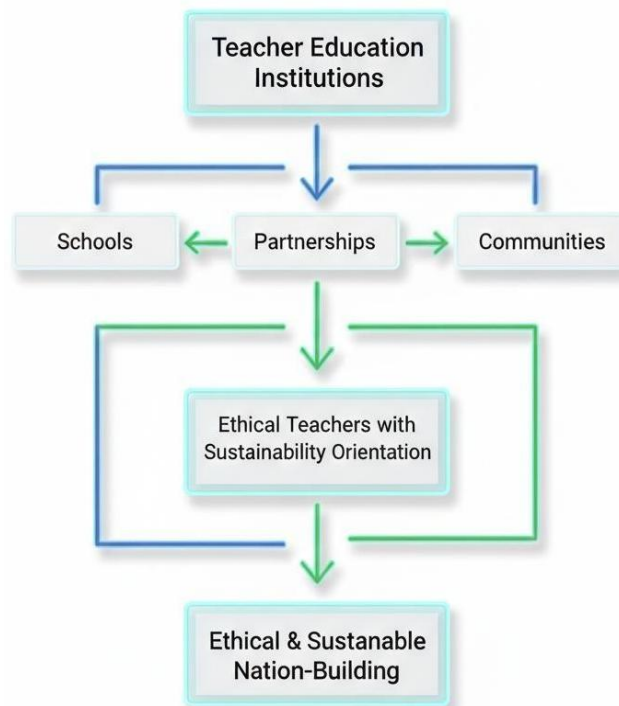 Teacher Education
Institutions
Schools
Partnerships
Communities
Ethical Teachers with
Sustainability Orientation
Ethical & Sustanable
Nation-Building